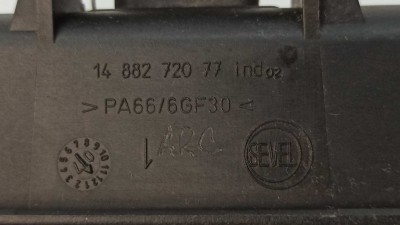 14 882 720 77 ind02
>PA66/6GF30<
ARC
SEVEL